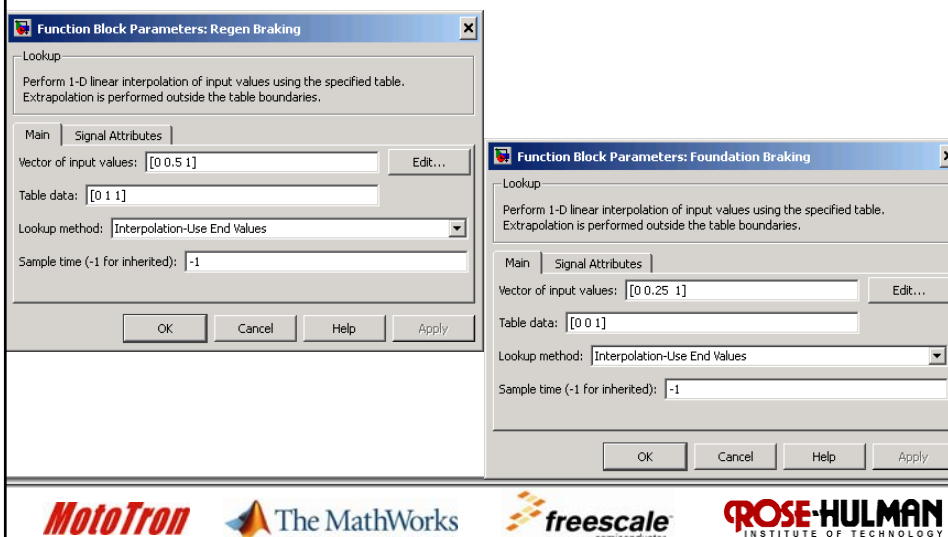 Function Block Parameters: Regen Braking
Lookup
Perform 1-D linear interpolation of input values using the specified table.
Extrapolation is performed outside the table boundaries.
Main Signal Attributes
Vector of input values: [0 0.5 1] Edit...
Table data: [0 1 1]
Lookup method: Interpolation-Use End Values
Sample time (-1 for inherited): -1
OK Cancel Help Apply
Function Block Parameters: Foundation Braking
Lookup
Perform 1-D linear interpolation of input values using the specified table.
Extrapolation is performed outside the table boundaries.
Main Signal Attributes
Vector of input values: [0 0.25 1] Edit...
Table data: [0 0 1]
Lookup method: Interpolation-Use End Values
Sample time (-1 for inherited): -1
OK Cancel Help Apply
MotoTron The MathWorks freescale ROSE-HULMAN
semiconductor INSTITUTE OF TECHNOLOGY